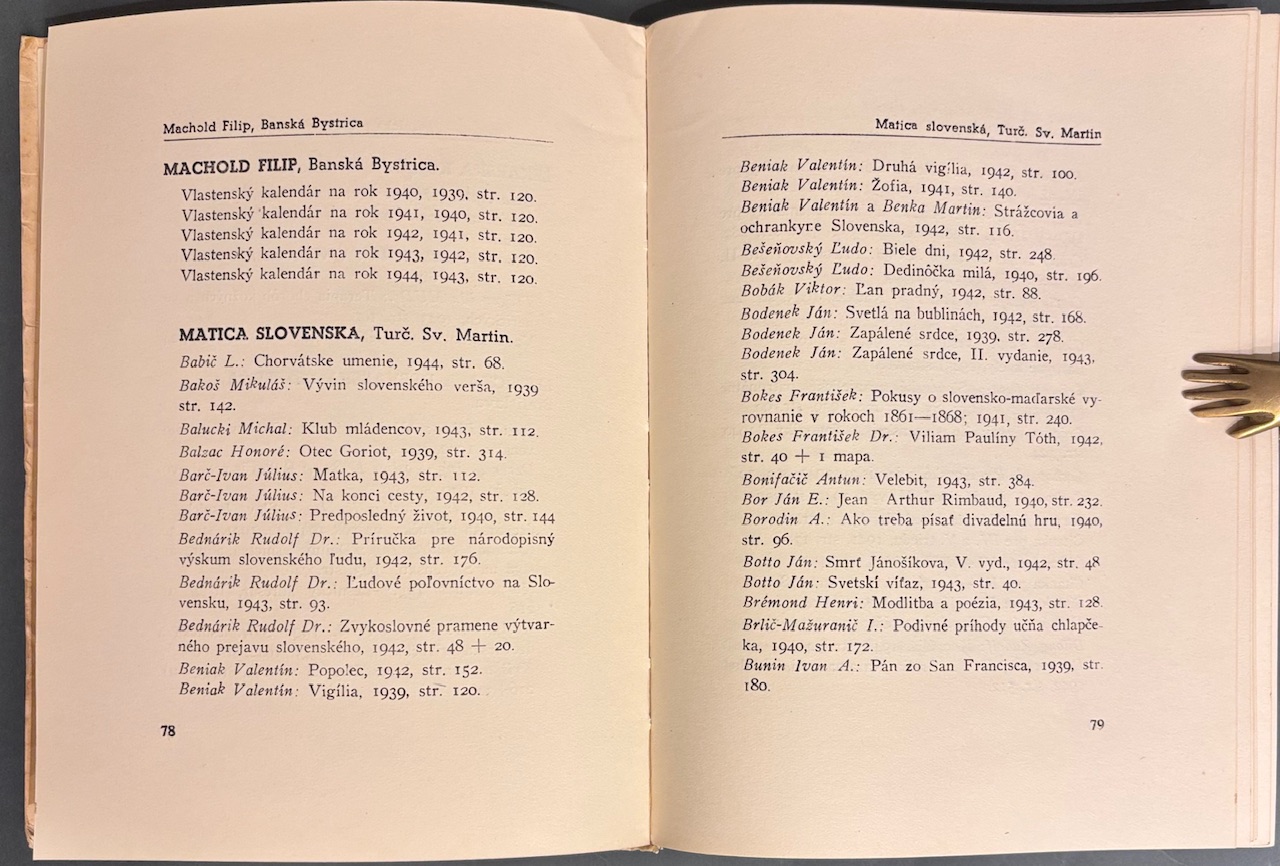 Machold Filip, Banská Bystrica
MACHOLD FILIP, Banská Bystrica.
Vlastenský kalendár na rok 1940, 1939, str. 120.
Vlastenský kalendár na rok 1941, 1940, str. 120.
Vlastenský kalendár na rok 1942, 1941, str. 120.
Vlastenský kalendár na rok 1943, 1942, str. 120.
Vlastenský kalendár na rok 1944, 1943, str. 120.
MATICA SLOVENSKÁ, Turč. Sv. Martin.
Babič L.: Chorvátske umenie, 1944, str. 68.
Bakoš Mikuláš: Vývin slovenského verša, 1939
str. 142.
Balucki Michal: Klub mládencov, 1943, str. 112.
Balzac Honoré: Otec Goriot, 1939, str. 314.
Barč-Ivan Július: Matka, 1943, str. 112.
Barč-Ivan Július: Na konci cesty, 1942, str. 128.
Barč-Ivan Július: Predposledný život, 1940, str. 144
Bednárik Rudolf Dr.: Príručka pre národopisný
výskum slovenského ľudu, 1942, str. 176.
Bednárik Rudolf Dr.: Ľudové poľovníctvo na Slo-
vensku, 1943, str. 93.
Bednárik Rudolf Dr.: Zvykoslovné pramene výtvar-
ného prejavu slovenského, 1942, str. 48 + 20.
Beniak Valentín: Popolec, 1942, str. 152.
Beniak Valentín: Vigília, 1939, str. 120.
78
Matica slovenská, Turč. Sv. Martin
Beniak Valentín: Druhá vigília, 1942, str. 100.
Beniak Valentín: Žofia, 1941, str. 140.
Beniak Valentín a Benka Martin: Strážcovia a
ochrankyne Slovenska, 1942, str. 116.
Bešeňovský Ľudo: Biele dni, 1942, str. 248.
Bešeňovský Ľudo: Dedinôčka milá, 1940, str. 196.
Bobák Viktor: Ľan pradný, 1942, str. 88.
Bodenek Ján: Svetlá na bublinách, 1942, str. 168.
Bodenek Ján: Zapálené srdce, 1939, str. 278.
Bodenek Ján: Zapálené srdce, II. vydanie, 1943,
str. 304.
Bokes František: Pokusy o slovensko-maďarské vy-
rovnanie v rokoch 1861—1868; 1941, str. 240.
Bokes František Dr.: Viliam Paulíny Tóth, 1942,
str. 40 + 1 mapa.
Bonifačič Antun: Velebit, 1943, str. 384.
Bor Ján E.: Jean Arthur Rimbaud, 1940, str. 232.
Borodin A.: Ako treba písať divadelnú hru, 1940,
str. 96.
Botto Ján: Smrť Jánošíkova, V. vyd., 1942, str. 48
Botto Ján: Svetskí víťaz, 1943, str. 40.
Brémond Henri: Modlitba a poézia, 1943, str. 128.
Brlič-Mažuranič I.: Podivné príhody učňa chlapče-
ka, 1940, str. 172.
Bunin Ivan A.: Pán zo San Francisca, 1939, str.
180.
79